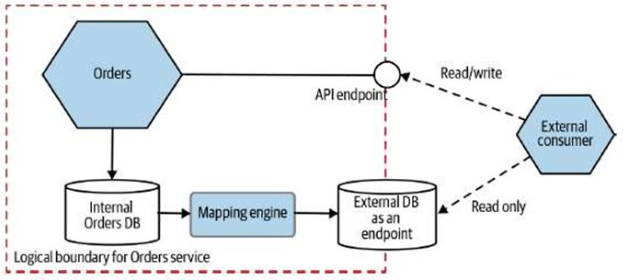 Orders
Read/write
API endpoint
External
consumer
Internal
Orders DB
Mapping engine
External DB
as an
endpoint
Read only
Logical boundary for Orders service